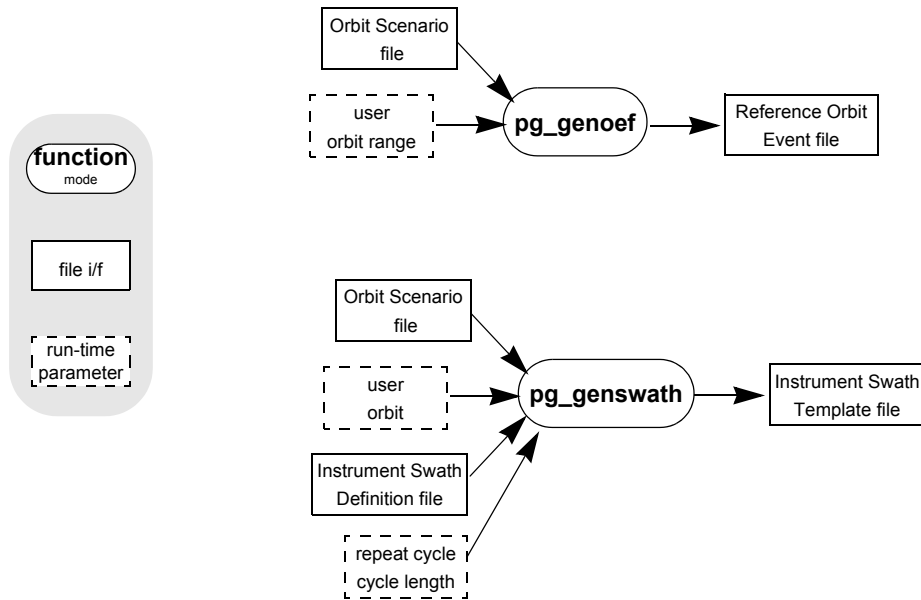 function
mode
file i/f
run-time
parameter
Orbit Scenario
file
user
orbit range
pg_genoef
Reference Orbit
Event file
Orbit Scenario
file
user
orbit
Instrument Swath
Definition file
repeat cycle
cycle length
pg_genswath
Instrument Swath
Template file